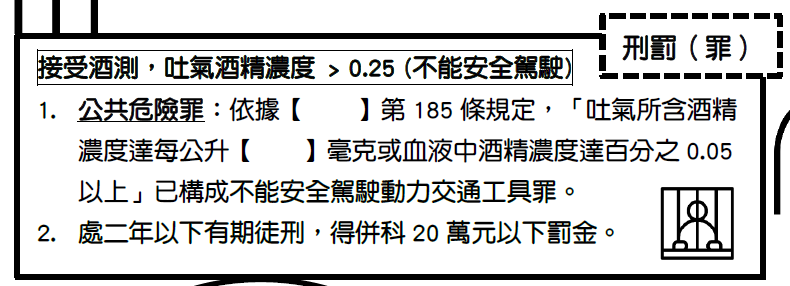 刑罰（罪）
接受酒測，吐氣酒精濃度 > 0.25 (不能安全駕駛)
1. 公共危險罪：依據【　　】第 185 條規定，「吐氣所含酒精
濃度達每公升【　　】毫克或血液中酒精濃度達百分之 0.05
以上」已構成不能安全駕駛動力交通工具罪。
2. 處二年以下有期徒刑，得併科 20 萬元以下罰金。